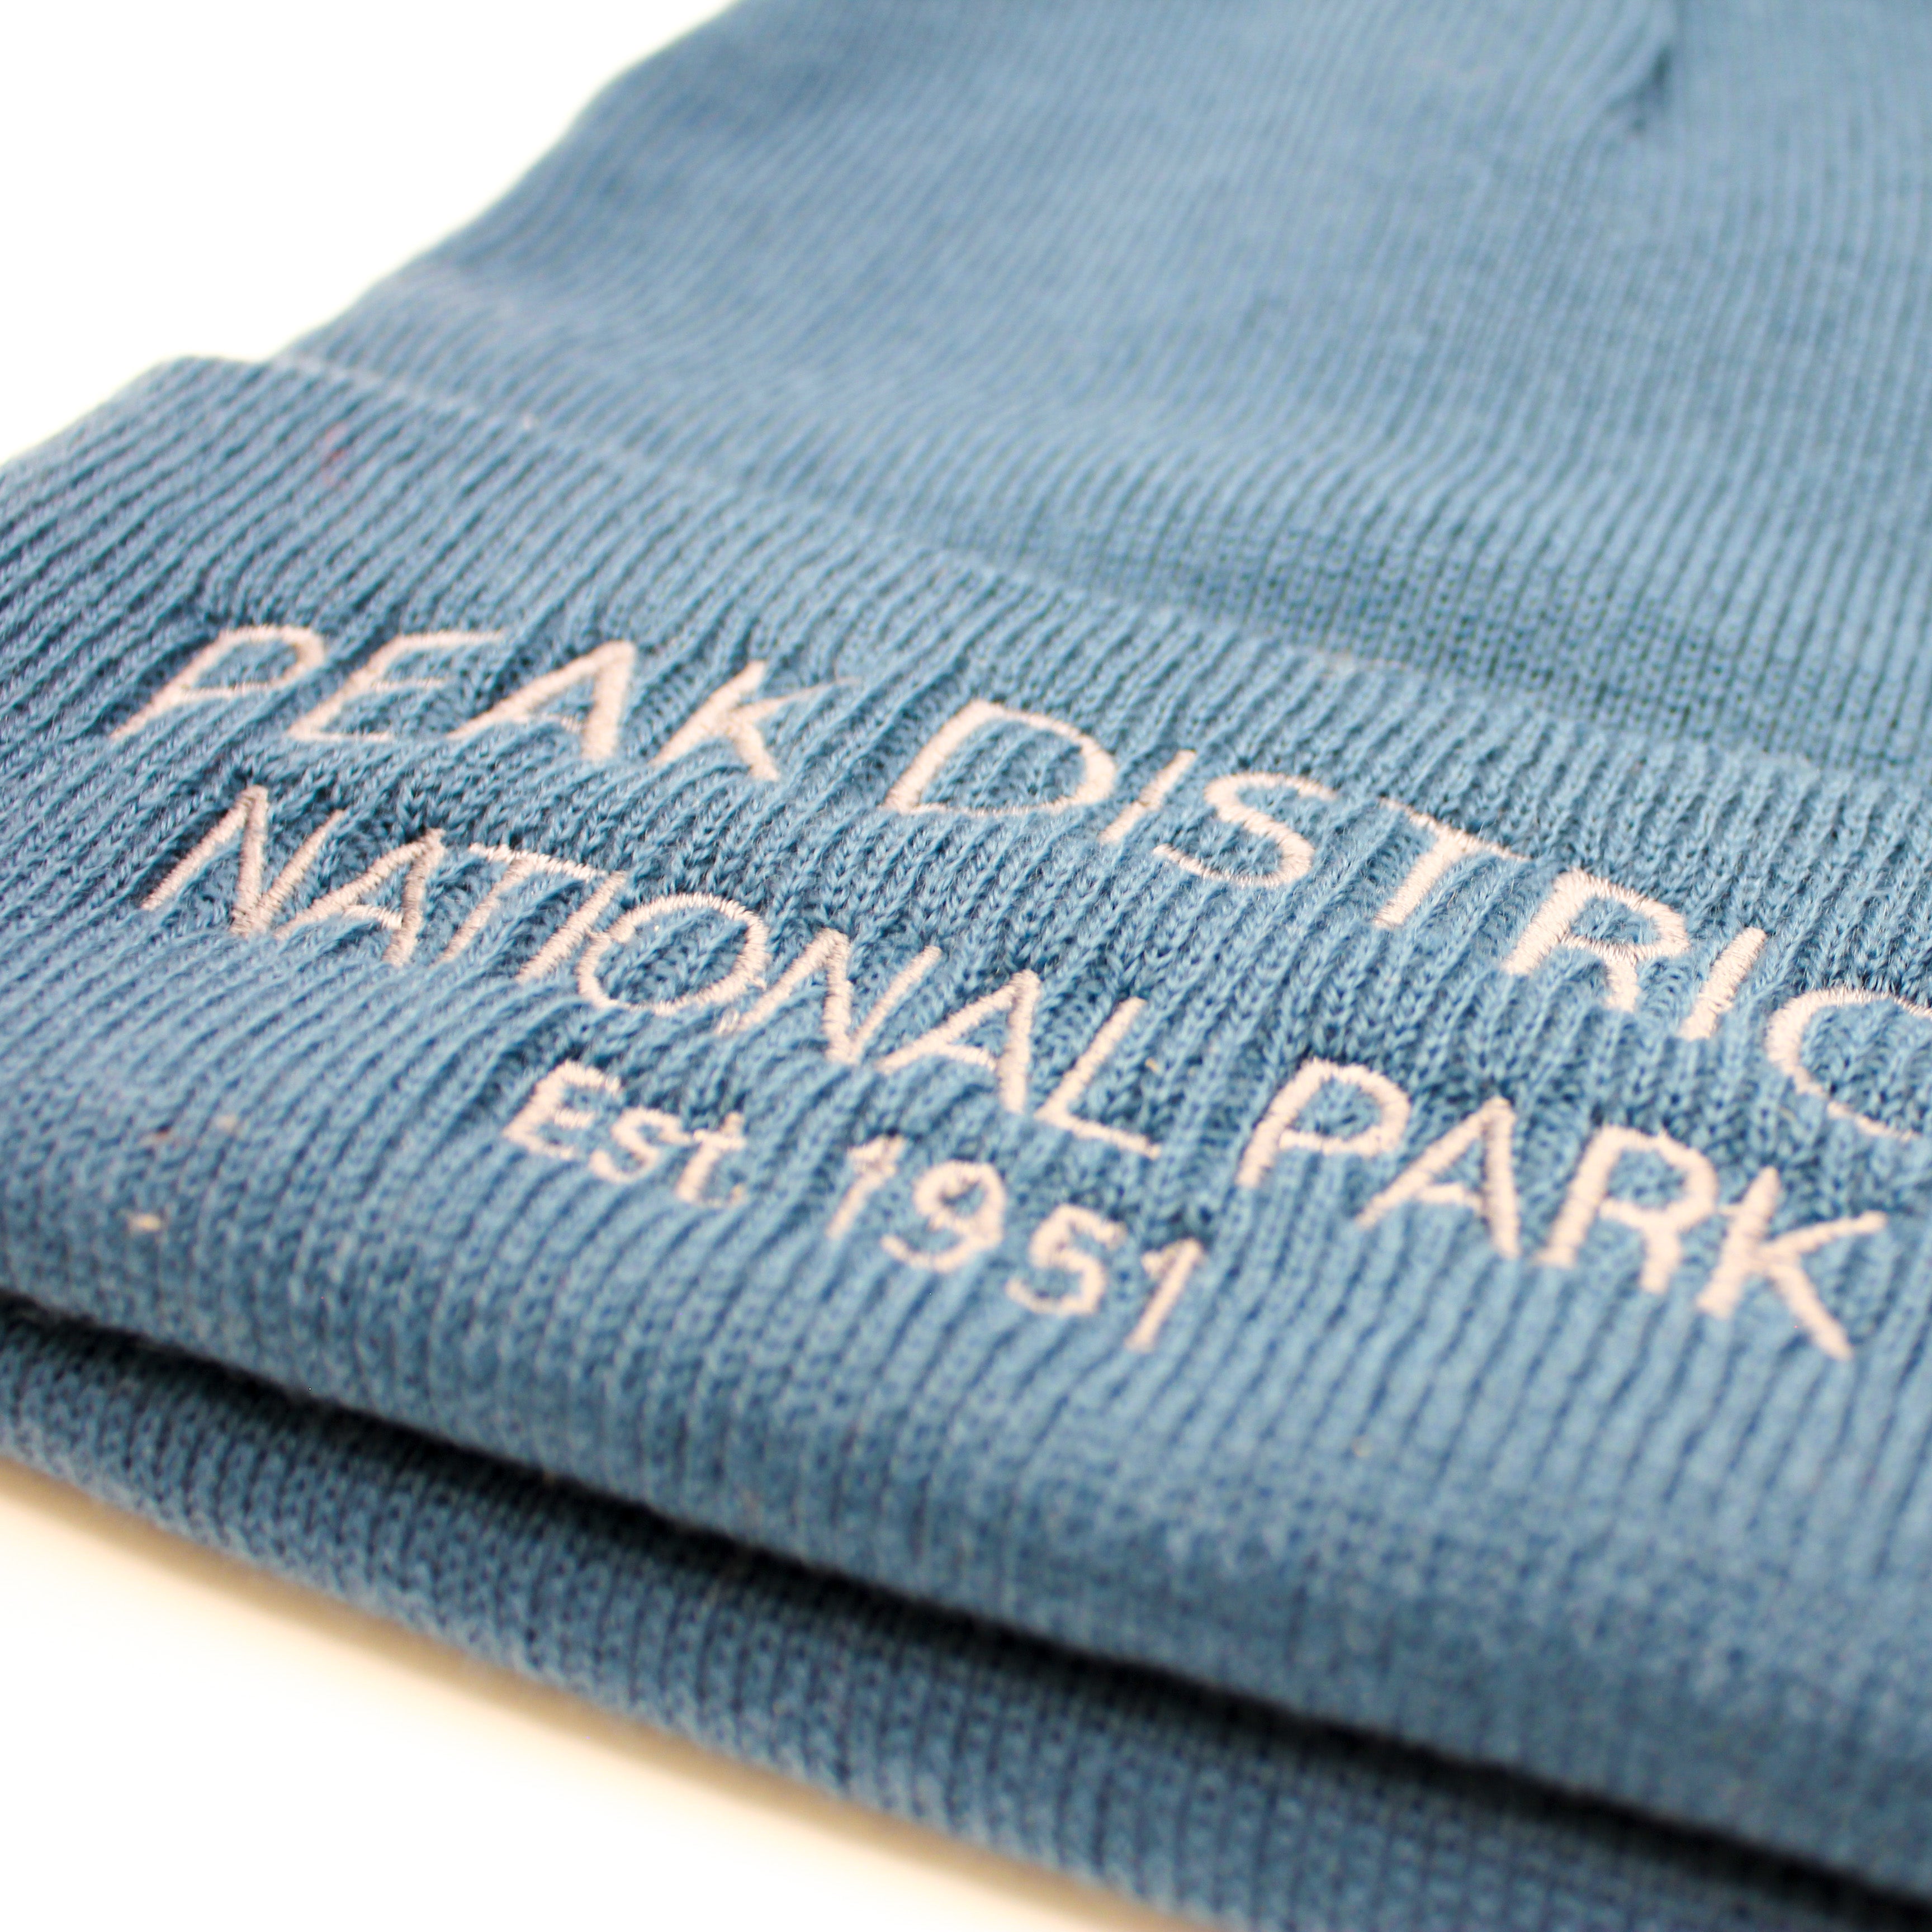 PEAK DISTRIC
NATIONAL PARK
Est 1951